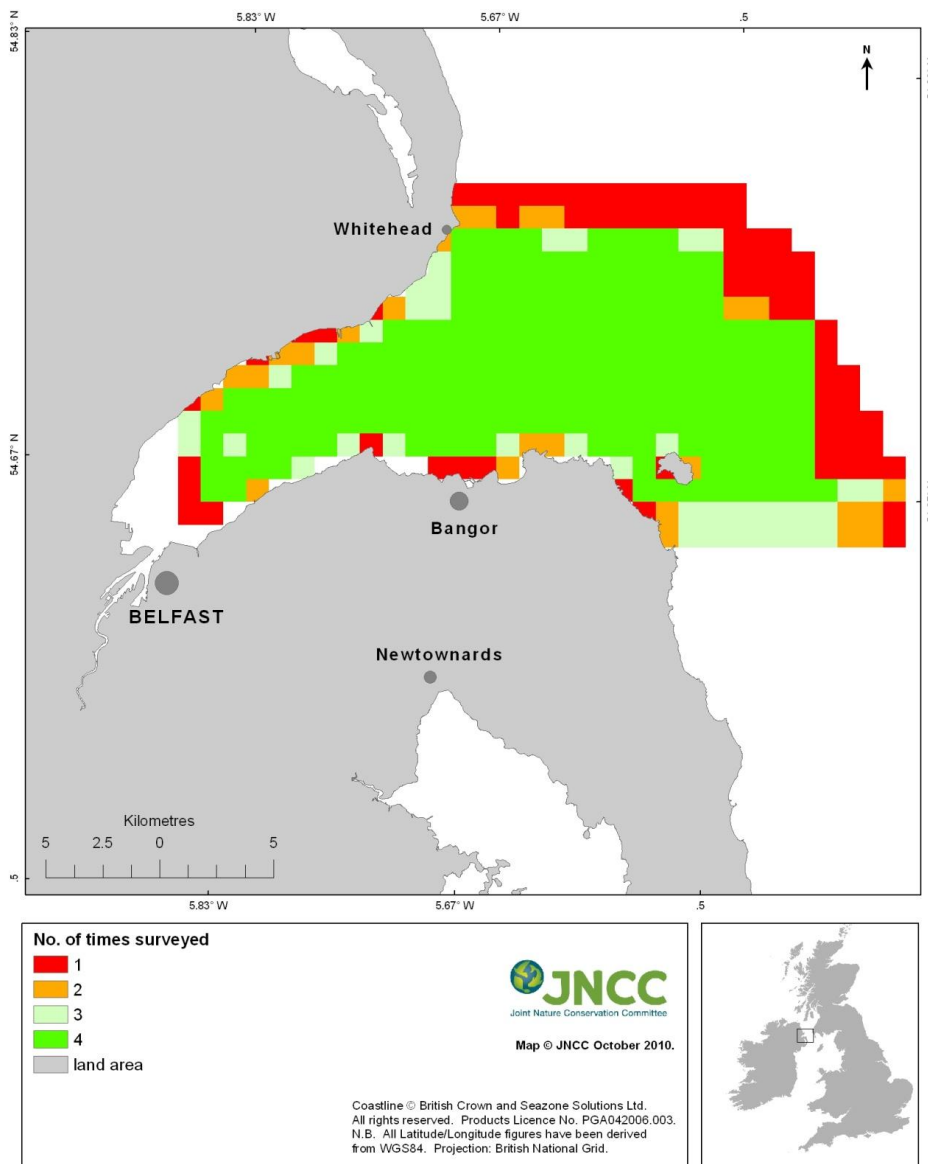 5.83° W 5.67° W .5
54.83° N
N
Whitehead
54.67° N
Bangor
BELFAST
Newtownards
Kilometres
5 2.5 0 5
.5
5.83° W 5.67° W .5
No. of times surveyed
1
2
3
4
land area
JNCC
Joint Nature Conservation Committee
Map © JNCC October 2010.
Coastline © British Crown and Seazone Solutions Ltd.
All rights reserved. Products Licence No. PGA042006.003.
N.B. All Latitude/Longitude figures have been derived
from WGS84. Projection: British National Grid.